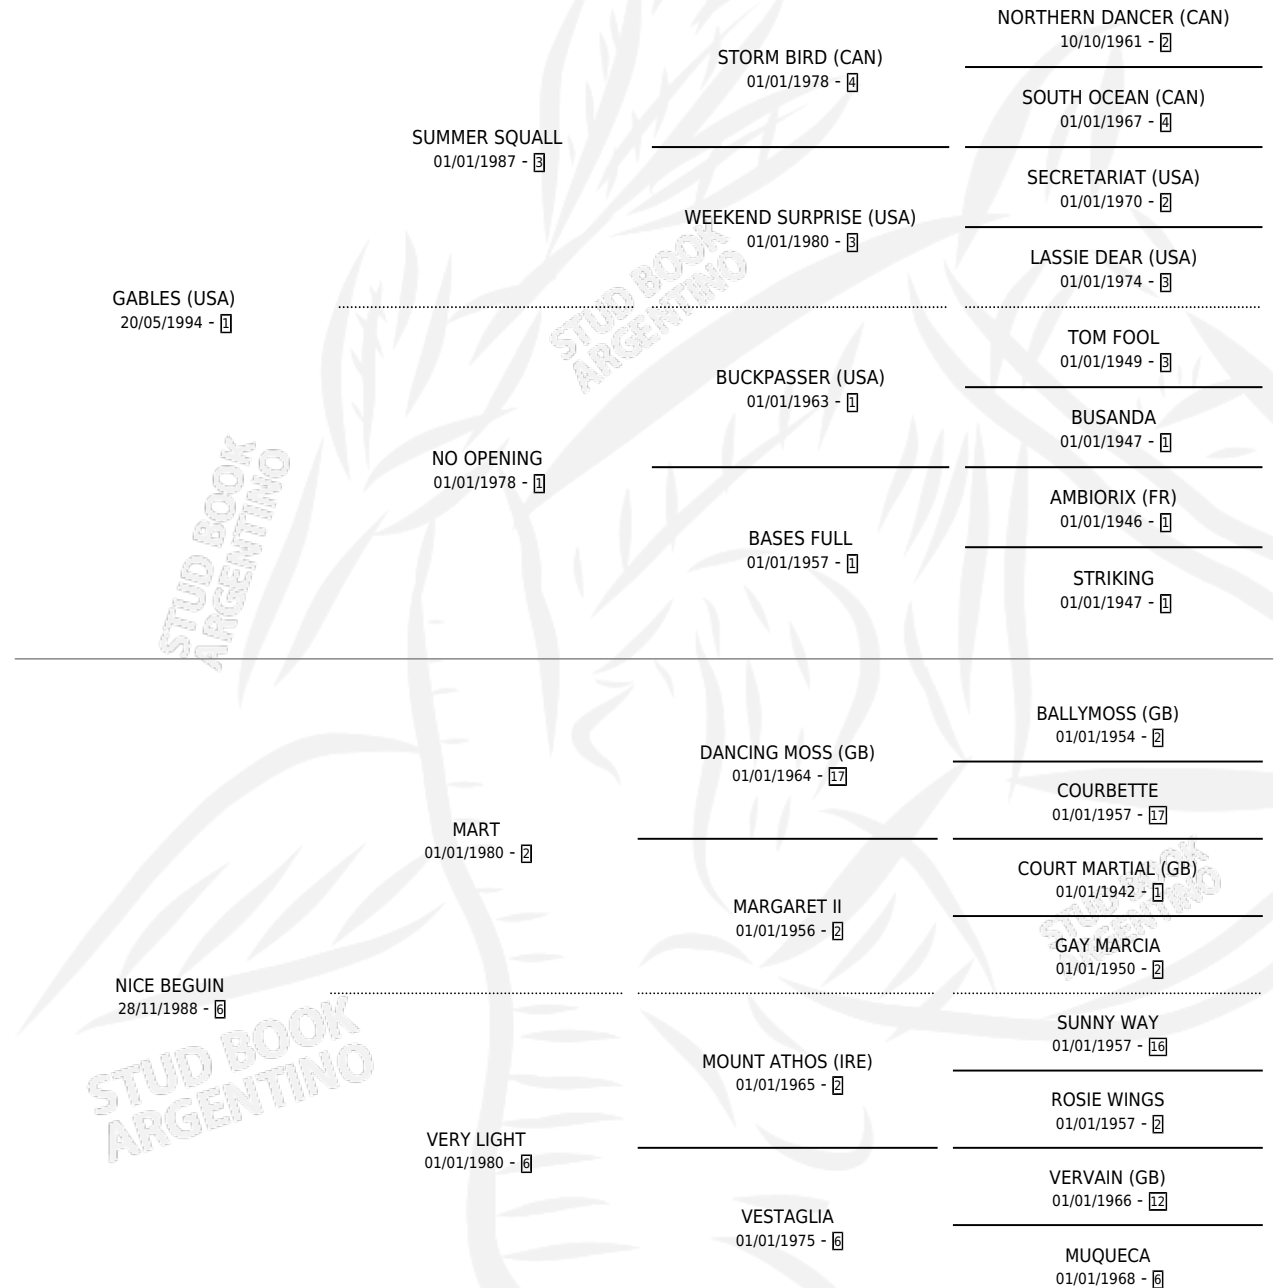 NORTHERN DANCER (CAN)
10/10/1961 - 2
STORM BIRD (CAN)
01/01/1978 - 4
SOUTH OCEAN (CAN)
01/01/1967 - 4
SUMMER SQUALL
01/01/1987 - 3
SECRETARIAT (USA)
01/01/1970 - 2
WEEKEND SURPRISE (USA)
01/01/1980 - 3
LASSIE DEAR (USA)
01/01/1974 - 3
GABLES (USA)
20/05/1994 - 1
TOM FOOL
01/01/1949 - 3
BUCKPASSER (USA)
01/01/1963 - 1
BUSANDA
01/01/1947 - 1
NO OPENING
01/01/1978 - 1
AMBIORIX (FR)
01/01/1946 - 1
BASES FULL
01/01/1957 - 1
STRIKING
01/01/1947 - 1
BALLYMOSS (GB)
01/01/1954 - 2
DANCING MOSS (GB)
01/01/1964 - 17
COURBETTE
01/01/1957 - 17
MART
01/01/1980 - 2
COURT MARTIAL (GB)
01/01/1942 - 1
MARGARET II
01/01/1956 - 2
GAY MARCIA
01/01/1950 - 2
NICE BEGUIN
28/11/1988 - 6
SUNNY WAY
01/01/1957 - 16
MOUNT ATHOS (IRE)
01/01/1965 - 2
ROSIE WINGS
01/01/1957 - 2
VERY LIGHT
01/01/1980 - 6
VERVAIN (GB)
01/01/1966 - 12
VESTAGLIA
01/01/1975 - 6
MUQUECA
01/01/1968 - 6
STUD BOOK
ARGENTINO
STUD BOOK
ARGENTINO
STUD BOOK
ARGENTINO
STUD BOOK
ARGENTINO